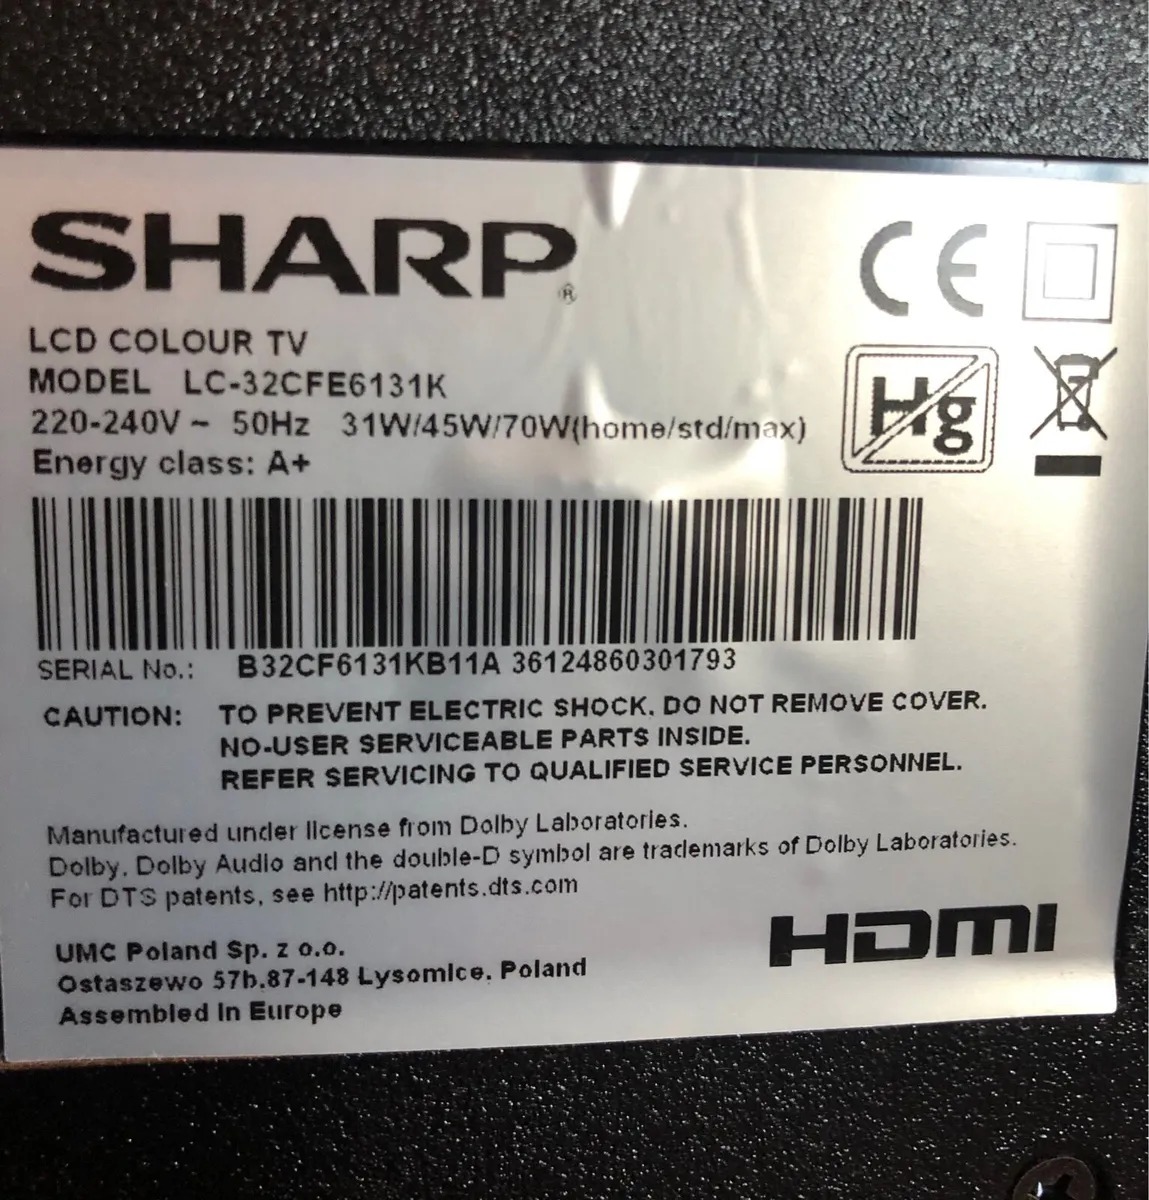 SHARP®
CE
LCD COLOUR TV
MODEL LC-32CFE6131K
220-240V ~ 50Hz 31W/45W/70W(home/std/max)
Hg
Energy class: A+
SERIAL No.: B32CF6131KB11A 36124860301793
CAUTION: TO PREVENT ELECTRIC SHOCK. DO NOT REMOVE COVER.
NO-USER SERVICEABLE PARTS INSIDE.
REFER SERVICING TO QUALIFIED SERVICE PERSONNEL.
Manufactured under license from Dolby Laboratories.
Dolby, Dolby Audio and the double-D symbol are trademarks of Dolby Laboratories.
For DTS patents, see http://patents.dts.com
HDMI
UMC Poland Sp. z o.o.
Ostaszewo 57b.87-148 Lysomice. Poland
Assembled in Europe